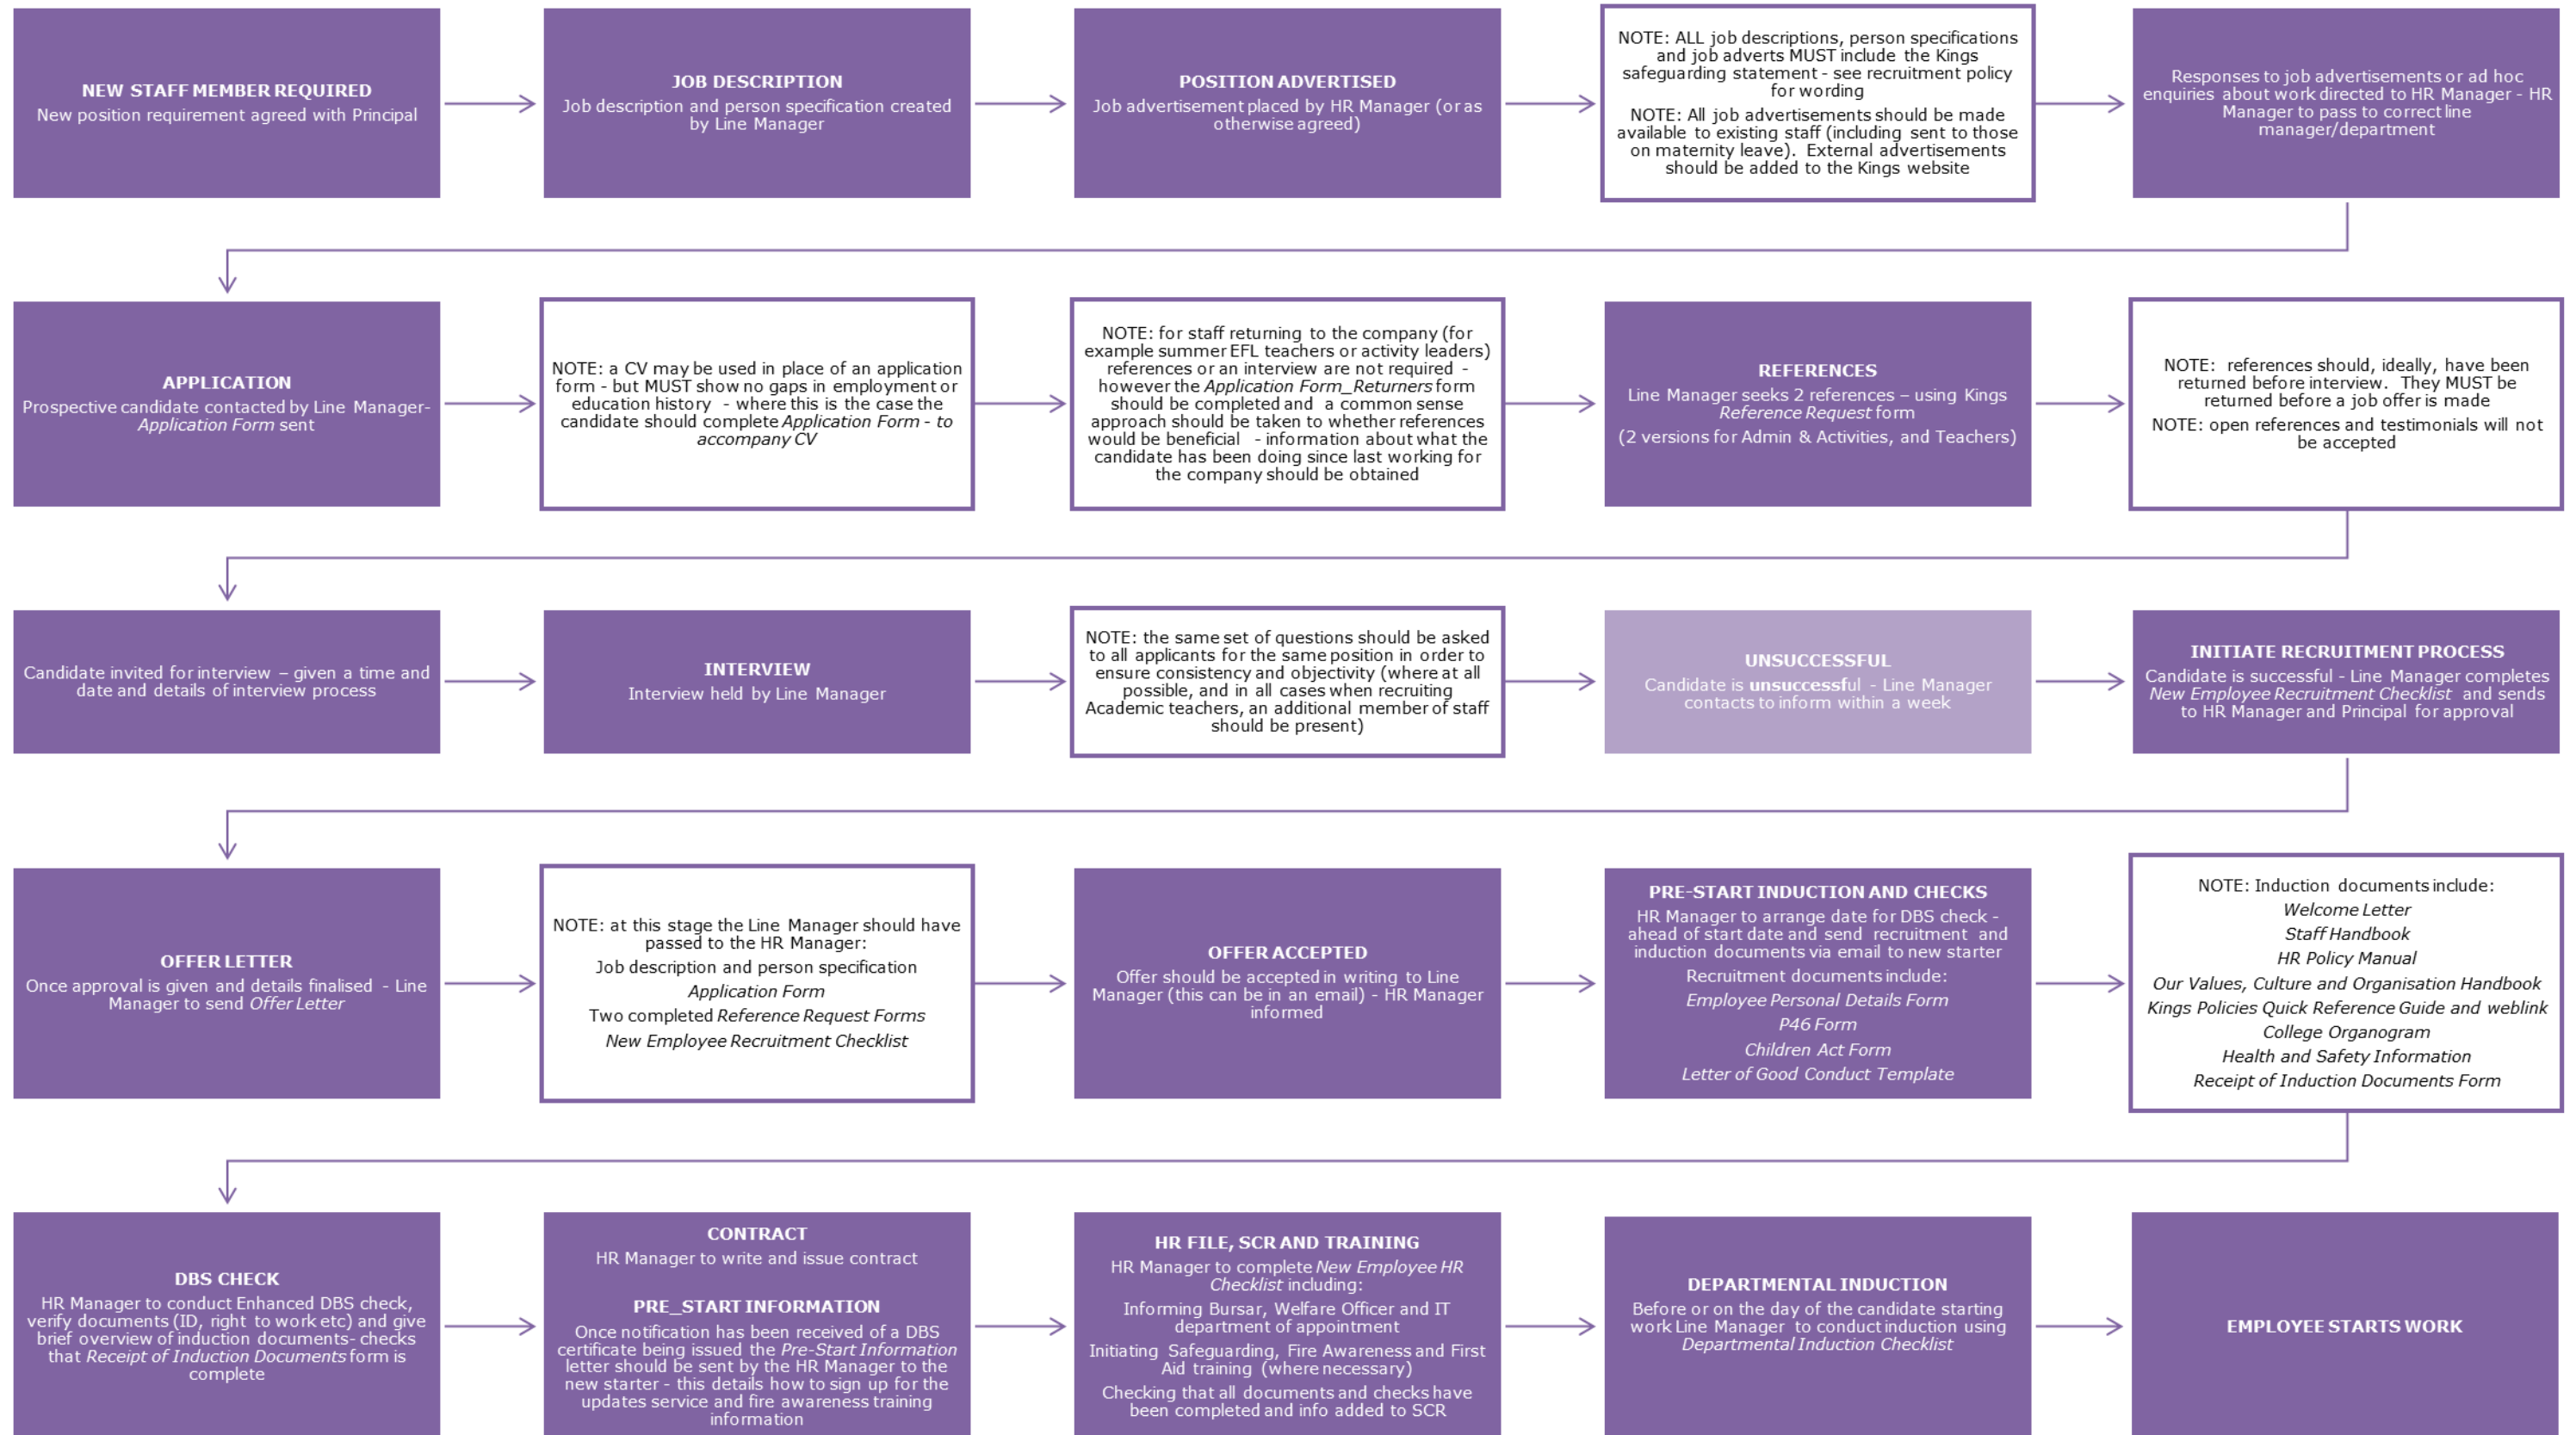 NEW STAFF MEMBER REQUIRED
New position requirement agreed with Principal
JOB DESCRIPTION
Job description and person specification created
by Line Manager
POSITION ADVERTISED
Job advertisement placed by HR Manager (or as
otherwise agreed)
NOTE: ALL job descriptions, person specifications
and job adverts MUST include the Kings
safeguarding statement - see recruitment policy
for wording
NOTE: All job advertisements should be made
available to existing staff (including sent to those
on maternity leave). External advertisements
should be added to the Kings website
Responses to job advertisements or ad hoc
enquiries about work directed to HR Manager - HR
Manager to pass to correct line
manager/department
APPLICATION
Prospective candidate contacted by Line Manager-
Application Form sent
NOTE: a CV may be used in place of an application
form - but MUST show no gaps in employment or
education history - where this is the case the
candidate should complete Application Form - to
accompany CV
NOTE: for staff returning to the company (for
example summer EFL teachers or activity leaders)
references or an interview are not required -
however the Application Form_Returners form
should be completed and a common sense
approach should be taken to whether references
would be beneficial - information about what the
candidate has been doing since last working for
the company should be obtained
REFERENCES
Line Manager seeks 2 references – using Kings
Reference Request form
(2 versions for Admin & Activities, and Teachers)
NOTE: references should, ideally, have been
returned before interview. They MUST be
returned before a job offer is made
NOTE: open references and testimonials will not
be accepted
Candidate invited for interview – given a time and
date and details of interview process
INTERVIEW
Interview held by Line Manager
NOTE: the same set of questions should be asked
to all applicants for the same position in order to
ensure consistency and objectivity (where at all
possible, and in all cases when recruiting
Academic teachers, an additional member of staff
should be present)
UNSUCCESSFUL
Candidate is unsuccessful - Line Manager
contacts to inform within a week
INITIATE RECRUITMENT PROCESS
Candidate is successful - Line Manager completes
New Employee Recruitment Checklist and sends
to HR Manager and Principal for approval
OFFER LETTER
Once approval is given and details finalised - Line
Manager to send Offer Letter
NOTE: at this stage the Line Manager should have
passed to the HR Manager:
Job description and person specification
Application Form
Two completed Reference Request Forms
New Employee Recruitment Checklist
OFFER ACCEPTED
Offer should be accepted in writing to Line
Manager (this can be in an email) - HR Manager
informed
PRE-START INDUCTION AND CHECKS
HR Manager to arrange date for DBS check -
ahead of start date and send recruitment and
induction documents via email to new starter
Recruitment documents include:
Employee Personal Details Form
P46 Form
Children Act Form
Letter of Good Conduct Template
NOTE: Induction documents include:
Welcome Letter
Staff Handbook
HR Policy Manual
Our Values, Culture and Organisation Handbook
Kings Policies Quick Reference Guide and weblink
College Organogram
Health and Safety Information
Receipt of Induction Documents Form
DBS CHECK
HR Manager to conduct Enhanced DBS check,
verify documents (ID, right to work etc) and give
brief overview of induction documents- checks
that Receipt of Induction Documents form is
complete
CONTRACT
HR Manager to write and issue contract
PRE_START INFORMATION
Once notification has been received of a DBS
certificate being issued the Pre-Start Information
letter should be sent by the HR Manager to the
new starter - this details how to sign up for the
updates service and fire awareness training
information
HR FILE, SCR AND TRAINING
HR Manager to complete New Employee HR
Checklist including:
Informing Bursar, Welfare Officer and IT
department of appointment
Initiating Safeguarding, Fire Awareness and First
Aid training (where necessary)
Checking that all documents and checks have
been completed and info added to SCR
DEPARTMENTAL INDUCTION
Before or on the day of the candidate starting
work Line Manager to conduct induction using
Departmental Induction Checklist
EMPLOYEE STARTS WORK